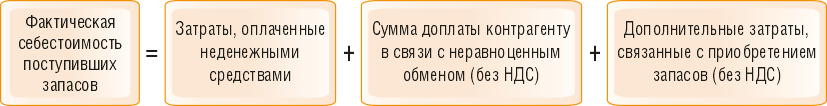 Фактическая
себестоимость
поступивших
запасов
=
Затраты, оплаченные
неденежными
средствами
+
Сумма доплаты контрагенту
в связи с неравноценным
обменом (без НДС)
+
Дополнительные затраты,
связанные с приобретением
запасов (без НДС)